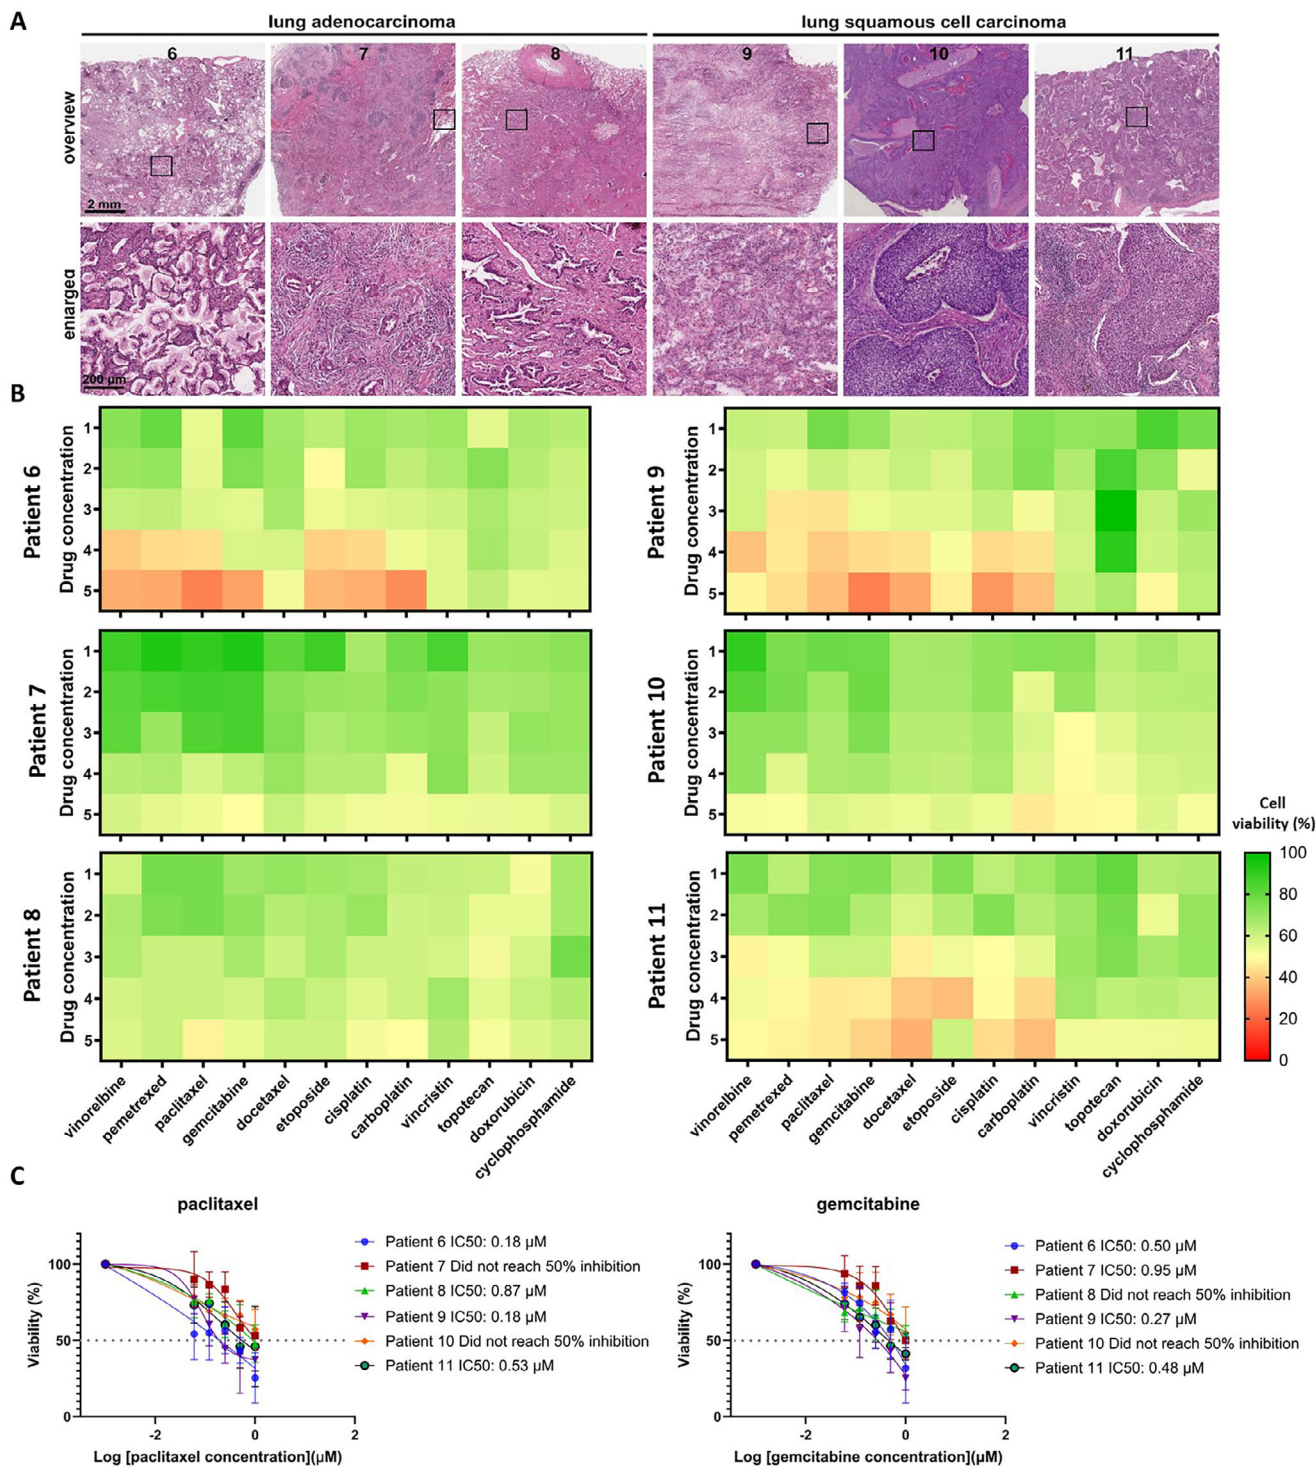 A
lung adenocarcinoma
lung squamous cell carcinoma
overview
6
7
8
9
10
11
2 mm
enlarged
200 µm
B
Patient 6
Drug concentration
1
2
3
4
5
Patient 9
Drug concentration
1
2
3
4
5
Patient 7
Drug concentration
1
2
3
4
5
Patient 10
Drug concentration
1
2
3
4
5
Patient 8
Drug concentration
1
2
3
4
5
Patient 11
Drug concentration
1
2
3
4
5
Cell
viability (%)
100
80
60
40
20
0
vinorelbine
pemetrexed
paclitaxel
gemcitabine
docetaxel
etoposide
cisplatin
carboplatin
vincristin
topotecan
doxorubicin
cyclophosphamide
vinorelbine
pemetrexed
paclitaxel
gemcitabine
docetaxel
etoposide
cisplatin
carboplatin
vincristin
topotecan
doxorubicin
cyclophosphamide
C
paclitaxel
Viability (%)
100
50
0
-2
0
2
Log [paclitaxel concentration](µM)
Patient 6 IC50: 0.18 µM
Patient 7 Did not reach 50% inhibition
Patient 8 IC50: 0.87 µM
Patient 9 IC50: 0.18 µM
Patient 10 Did not reach 50% inhibition
Patient 11 IC50: 0.53 µM
gemcitabine
Viability (%)
100
50
0
-2
0
2
Log [gemcitabine concentration](µM)
Patient 6 IC50: 0.50 µM
Patient 7 IC50: 0.95 µM
Patient 8 Did not reach 50% inhibition
Patient 9 IC50: 0.27 µM
Patient 10 Did not reach 50% inhibition
Patient 11 IC50: 0.48 µM